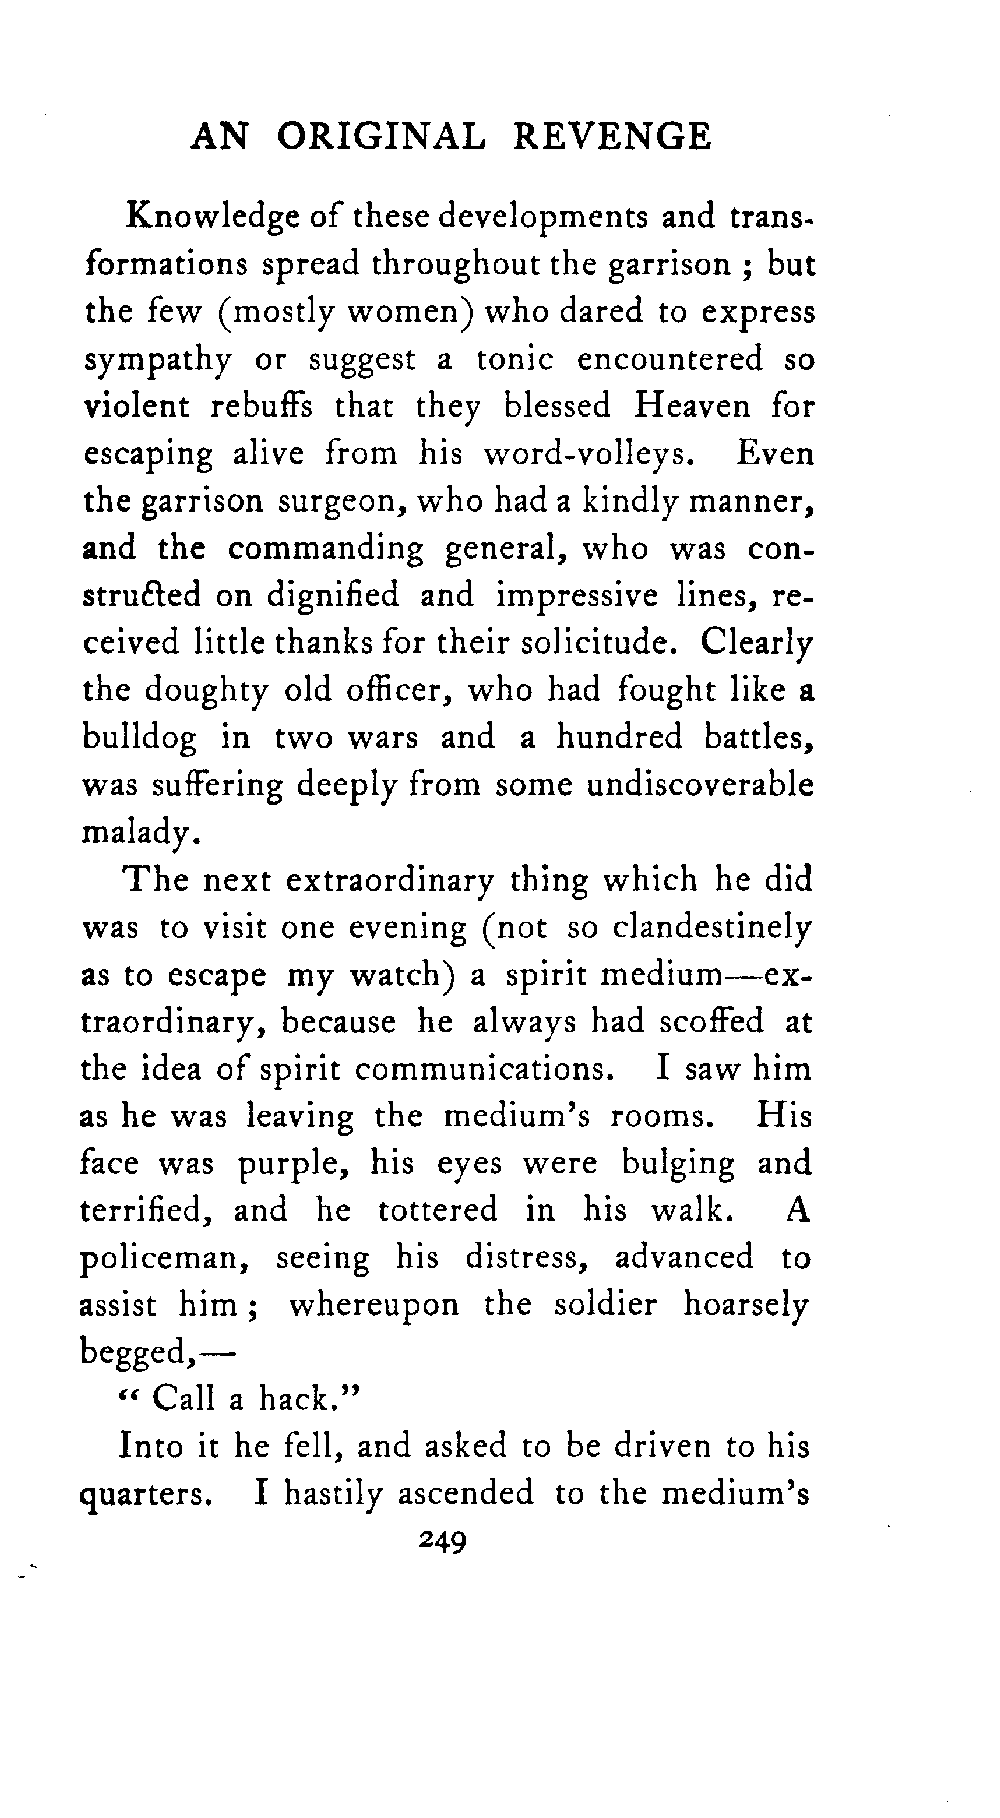 AN ORIGINAL REVENGE
Knowledge of these developments and trans-
formations spread throughout the garrison ; but
the few (mostly women) who dared to express
sympathy or suggest a tonic encountered so
violent rebuffs that they blessed Heaven for
escaping alive from his word-volleys. Even
the garrison surgeon, who had a kindly manner,
and the commanding general, who was con-
structed on dignified and impressive lines, re-
ceived little thanks for their solicitude. Clearly
the doughty old officer, who had fought like a
bulldog in two wars and a hundred battles,
was suffering deeply from some undiscoverable
malady.
The next extraordinary thing which he did
was to visit one evening (not so clandestinely
as to escape my watch) a spirit medium—ex-
traordinary, because he always had scoffed at
the idea of spirit communications. I saw him
as he was leaving the medium's rooms. His
face was purple, his eyes were bulging and
terrified, and he tottered in his walk. A
policeman, seeing his distress, advanced to
assist him ; whereupon the soldier hoarsely
begged,—
“ Call a hack.”
Into it he fell, and asked to be driven to his
quarters. I hastily ascended to the medium's
249